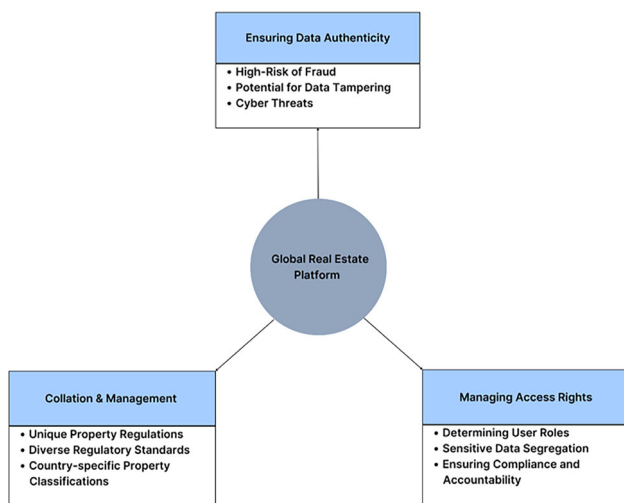 Ensuring Data Authenticity
• High-Risk of Fraud
• Potential for Data Tampering
• Cyber Threats
Global Real Estate
Platform
Collation & Management
• Unique Property Regulations
• Diverse Regulatory Standards
• Country-specific Property
Classifications
Managing Access Rights
• Determining User Roles
• Sensitive Data Segregation
• Ensuring Compliance and
Accountability